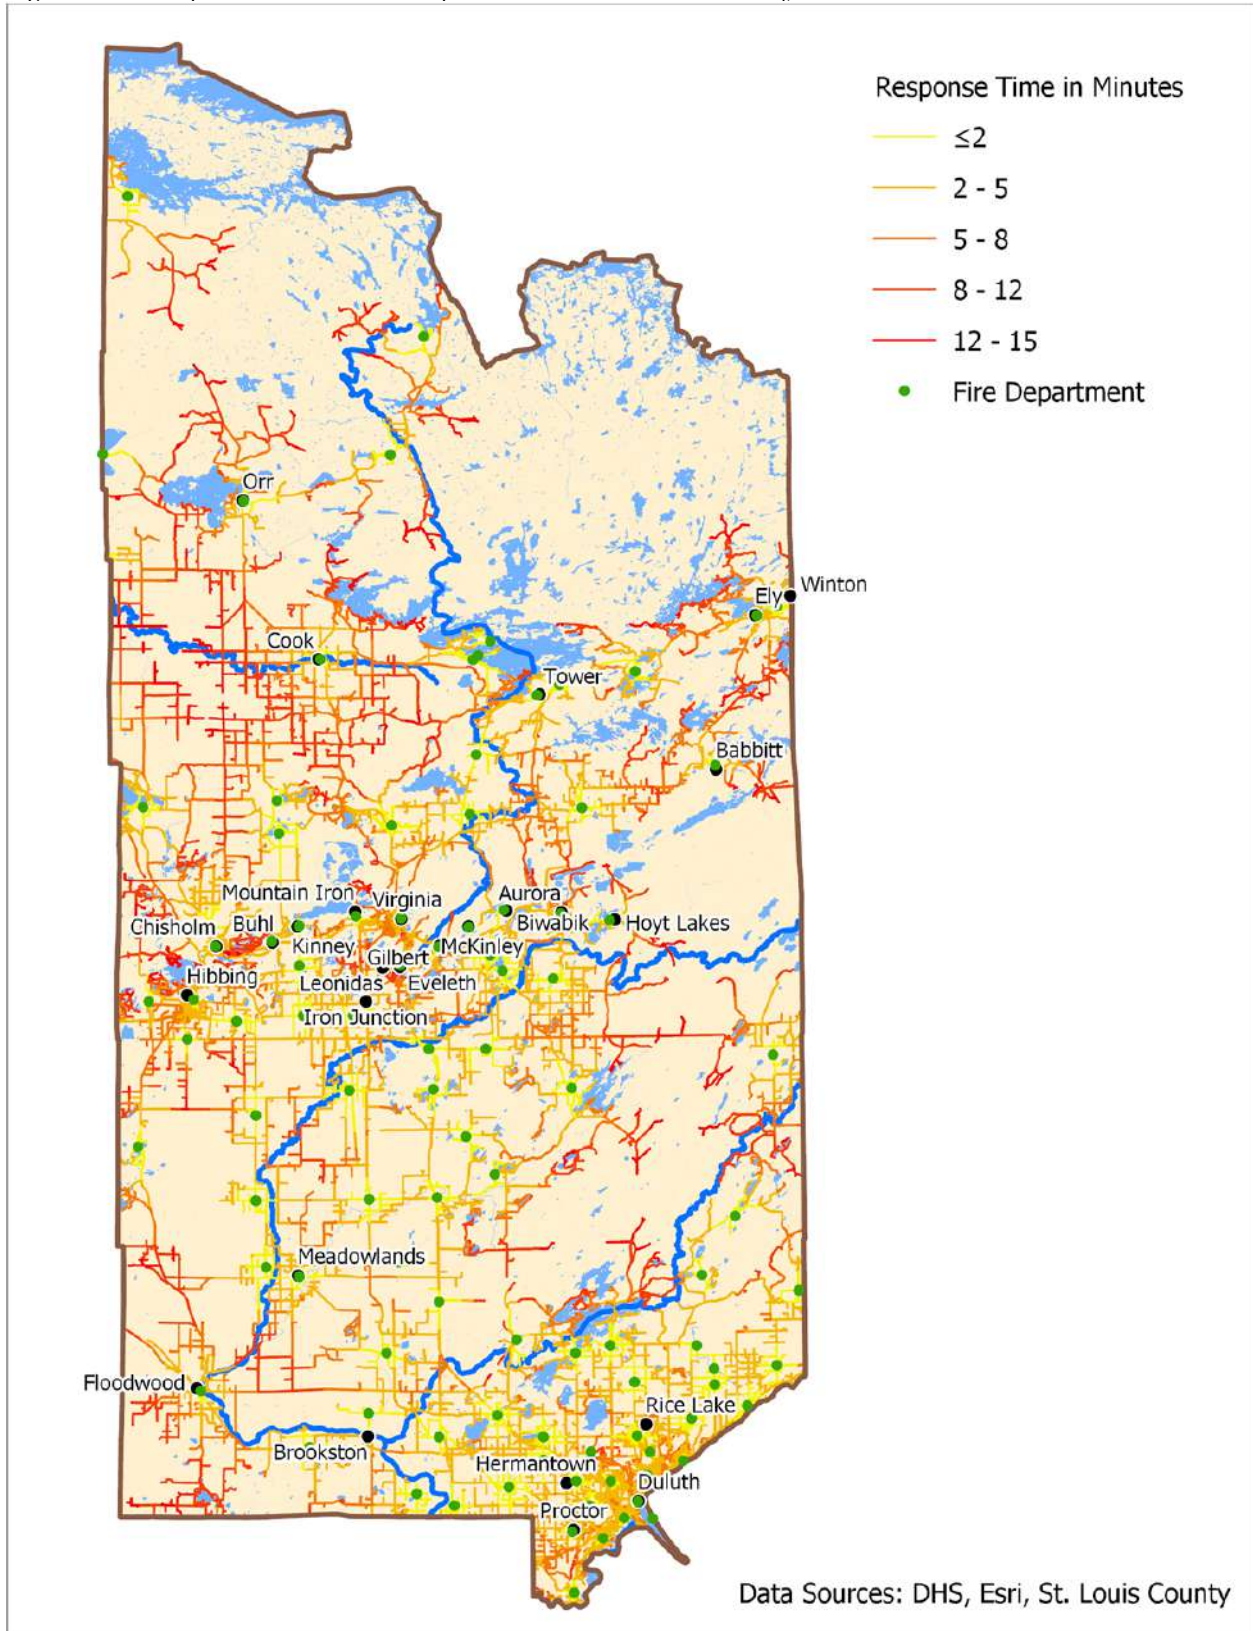 Response Time in Minutes
≤2
2 - 5
5 - 8
8 - 12
12 - 15
Fire Department
Orr
Winton
Ely
Cook
Tower
Babbitt
Mountain Iron
Virginia
Aurora
Chisholm
Buhl
Biwabik
Hoyt Lakes
Kinney
McKinley
Gilbert
Hibbing
Leonidas
Eveleth
Iron Junction
Meadowlands
Floodwood
Rice Lake
Brookston
Hermantown
Duluth
Proctor
Data Sources: DHS, Esri, St. Louis County